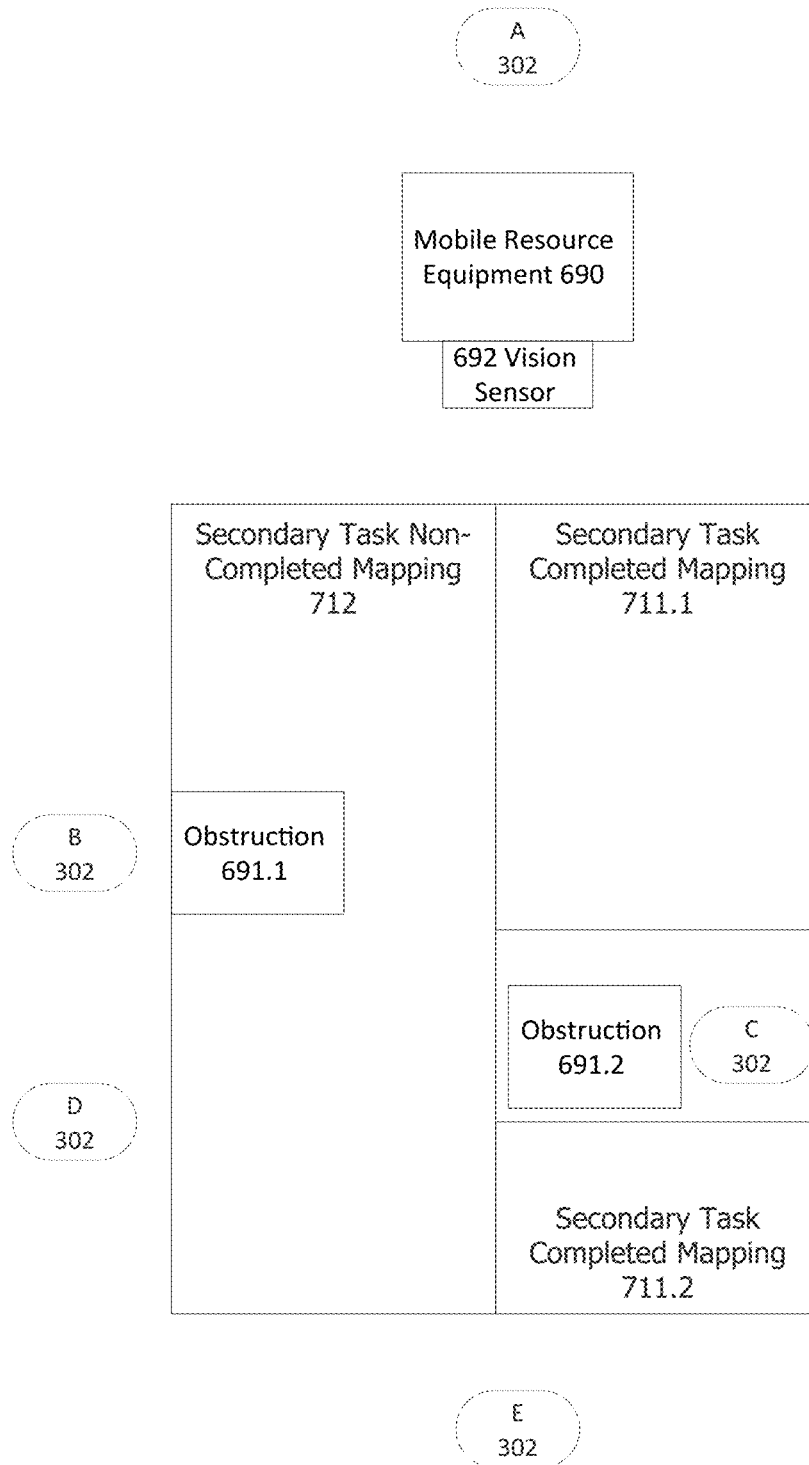 A
302
Mobile Resource
Equipment 690
692 Vision
Sensor
Secondary Task Non-
Completed Mapping
712
Secondary Task
Completed Mapping
711.1
B
302
Obstruction
691.1
Obstruction
691.2
C
302
D
302
Secondary Task
Completed Mapping
711.2
E
302